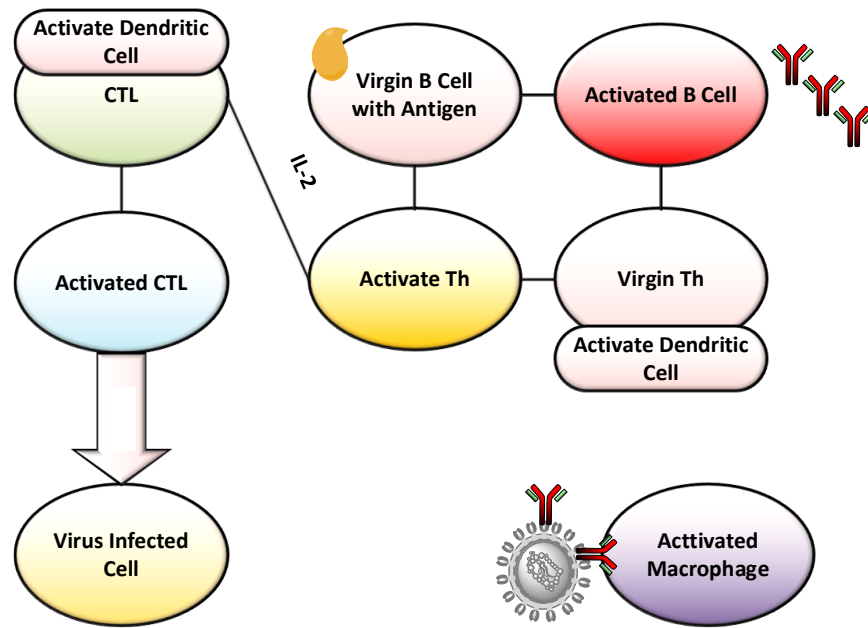 Activate Dendritic
Cell
CTL
Virgin B Cell
with Antigen
Activated B Cell
IL-2
Activated CTL
Activate Th
Virgin Th
Activate Dendritic
Cell
Virus Infected
Cell
Acttivated
Macrophage